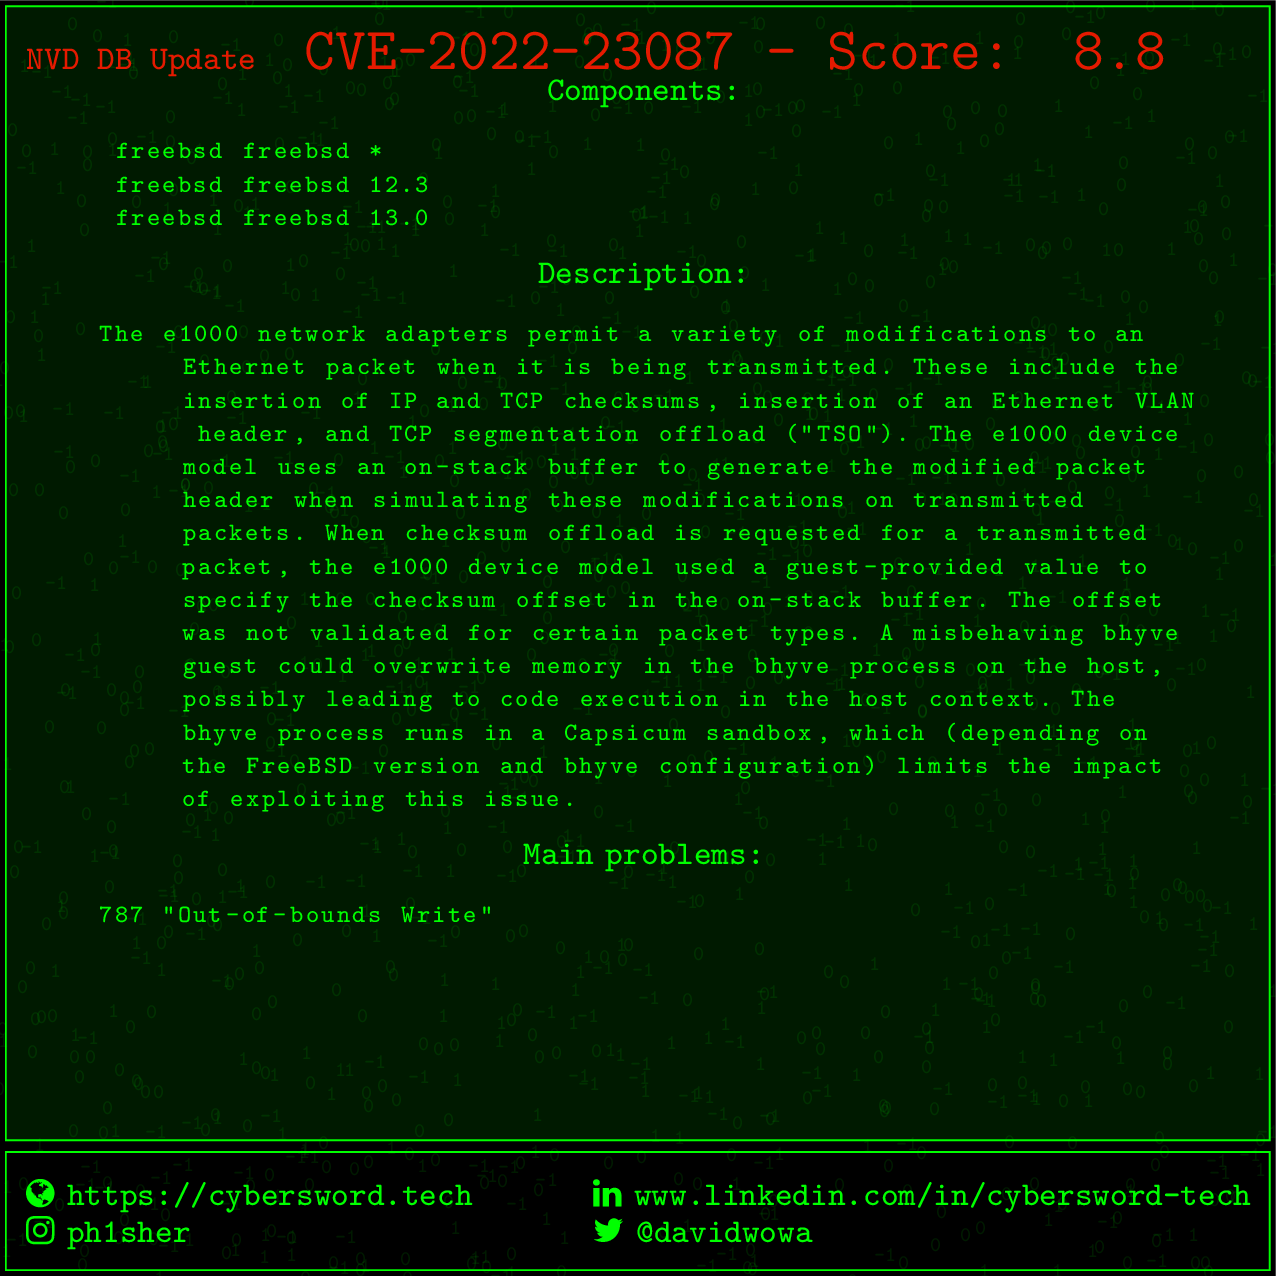 NVD DB Update CVE-2022-23087 - Score: 8.8
Components:
freebsd freebsd *
freebsd freebsd 12.3
freebsd freebsd 13.0
Description:
The e1000 network adapters permit a variety of modifications to an
Ethernet packet when it is being transmitted. These include the
insertion of IP and TCP checksums, insertion of an Ethernet VLAN
header, and TCP segmentation offload ("TSO"). The e1000 device
model uses an on-stack buffer to generate the modified packet
header when simulating these modifications on transmitted
packets. When checksum offload is requested for a transmitted
packet, the e1000 device model used a guest-provided value to
specify the checksum offset in the on-stack buffer. The offset
was not validated for certain packet types. A misbehaving bhyve
guest could overwrite memory in the bhyve process on the host,
possibly leading to code execution in the host context. The
bhyve process runs in a Capsicum sandbox, which (depending on
the FreeBSD version and bhyve configuration) limits the impact
of exploiting this issue.
Main problems:
787 "Out-of-bounds Write"
https://cybersword.tech
www.linkedin.com/in/cybersword-tech
ph1sher
@davidwowa